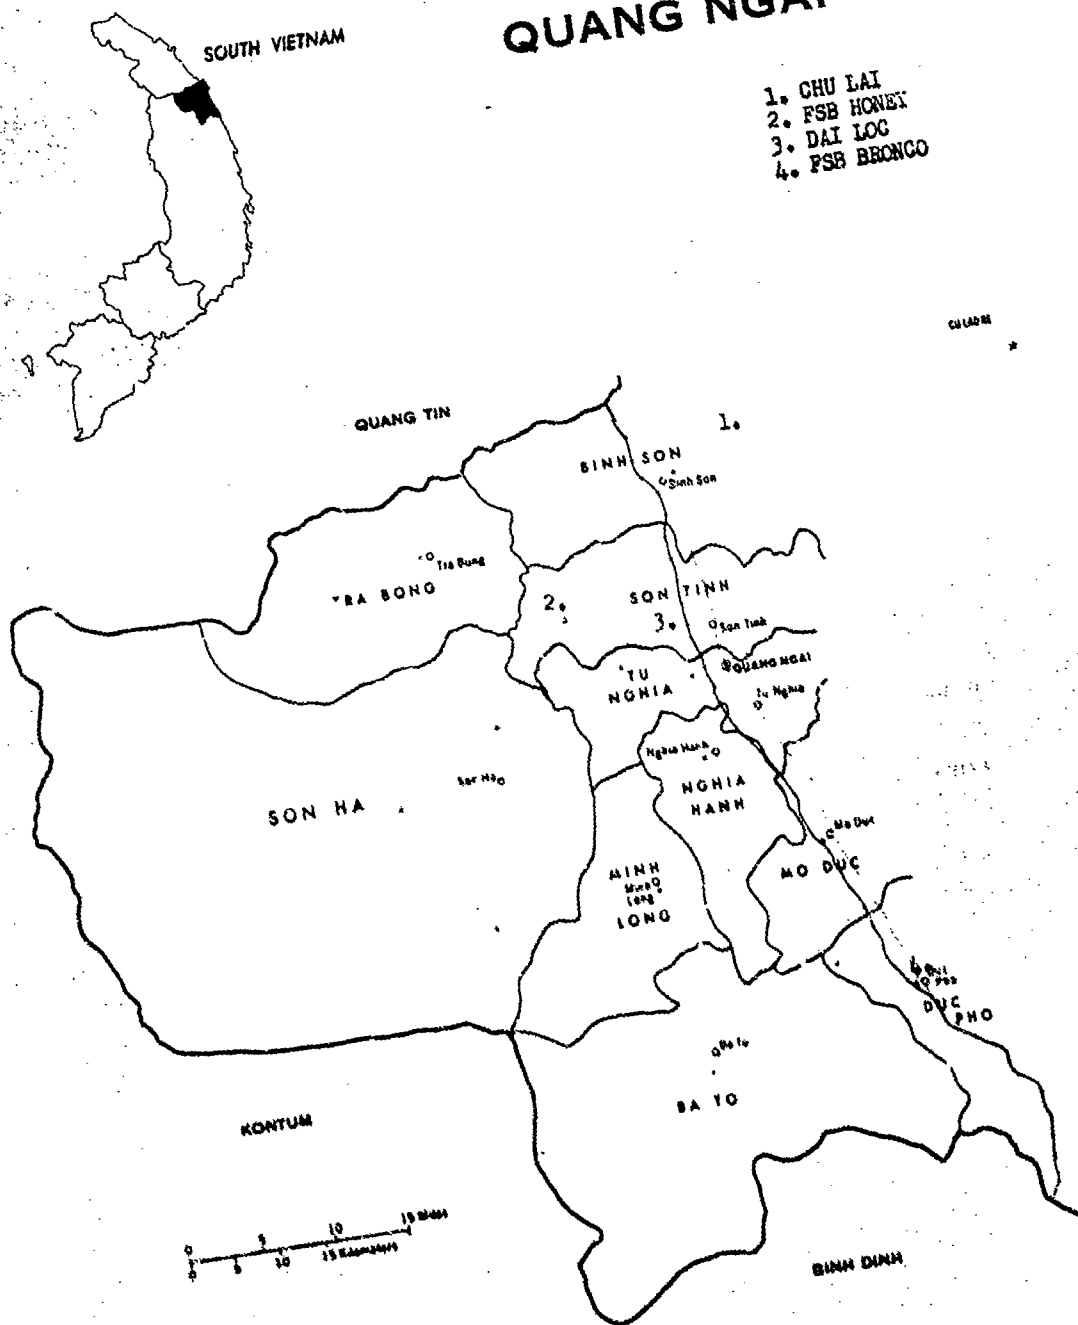 QUANG NGAI
SOUTH VIETNAM
1. CHU LAI
2. FSB HONEY
3. DAI LOC
4. FSB BRONCO
CU LAO RE
QUANG TIN
1.
BINH SON
Binh Son
Tra Bung
TRA BONG
2.
SON TINH
3.
Son Tinh
QUANG NGAI
TU
NGHIA
Tu Nghia
Nghia Hanh
NGHIA
HANH
Son Ha
SON HA
Mo Duc
MO DUC
MINH
Minh
Long
LONG
4
Duc
Pho
DUC
PHO
Ba To
BA TO
KONTUM
0 5 10 15 Miles
0 5 10 15 Kilometers
BINH DINH